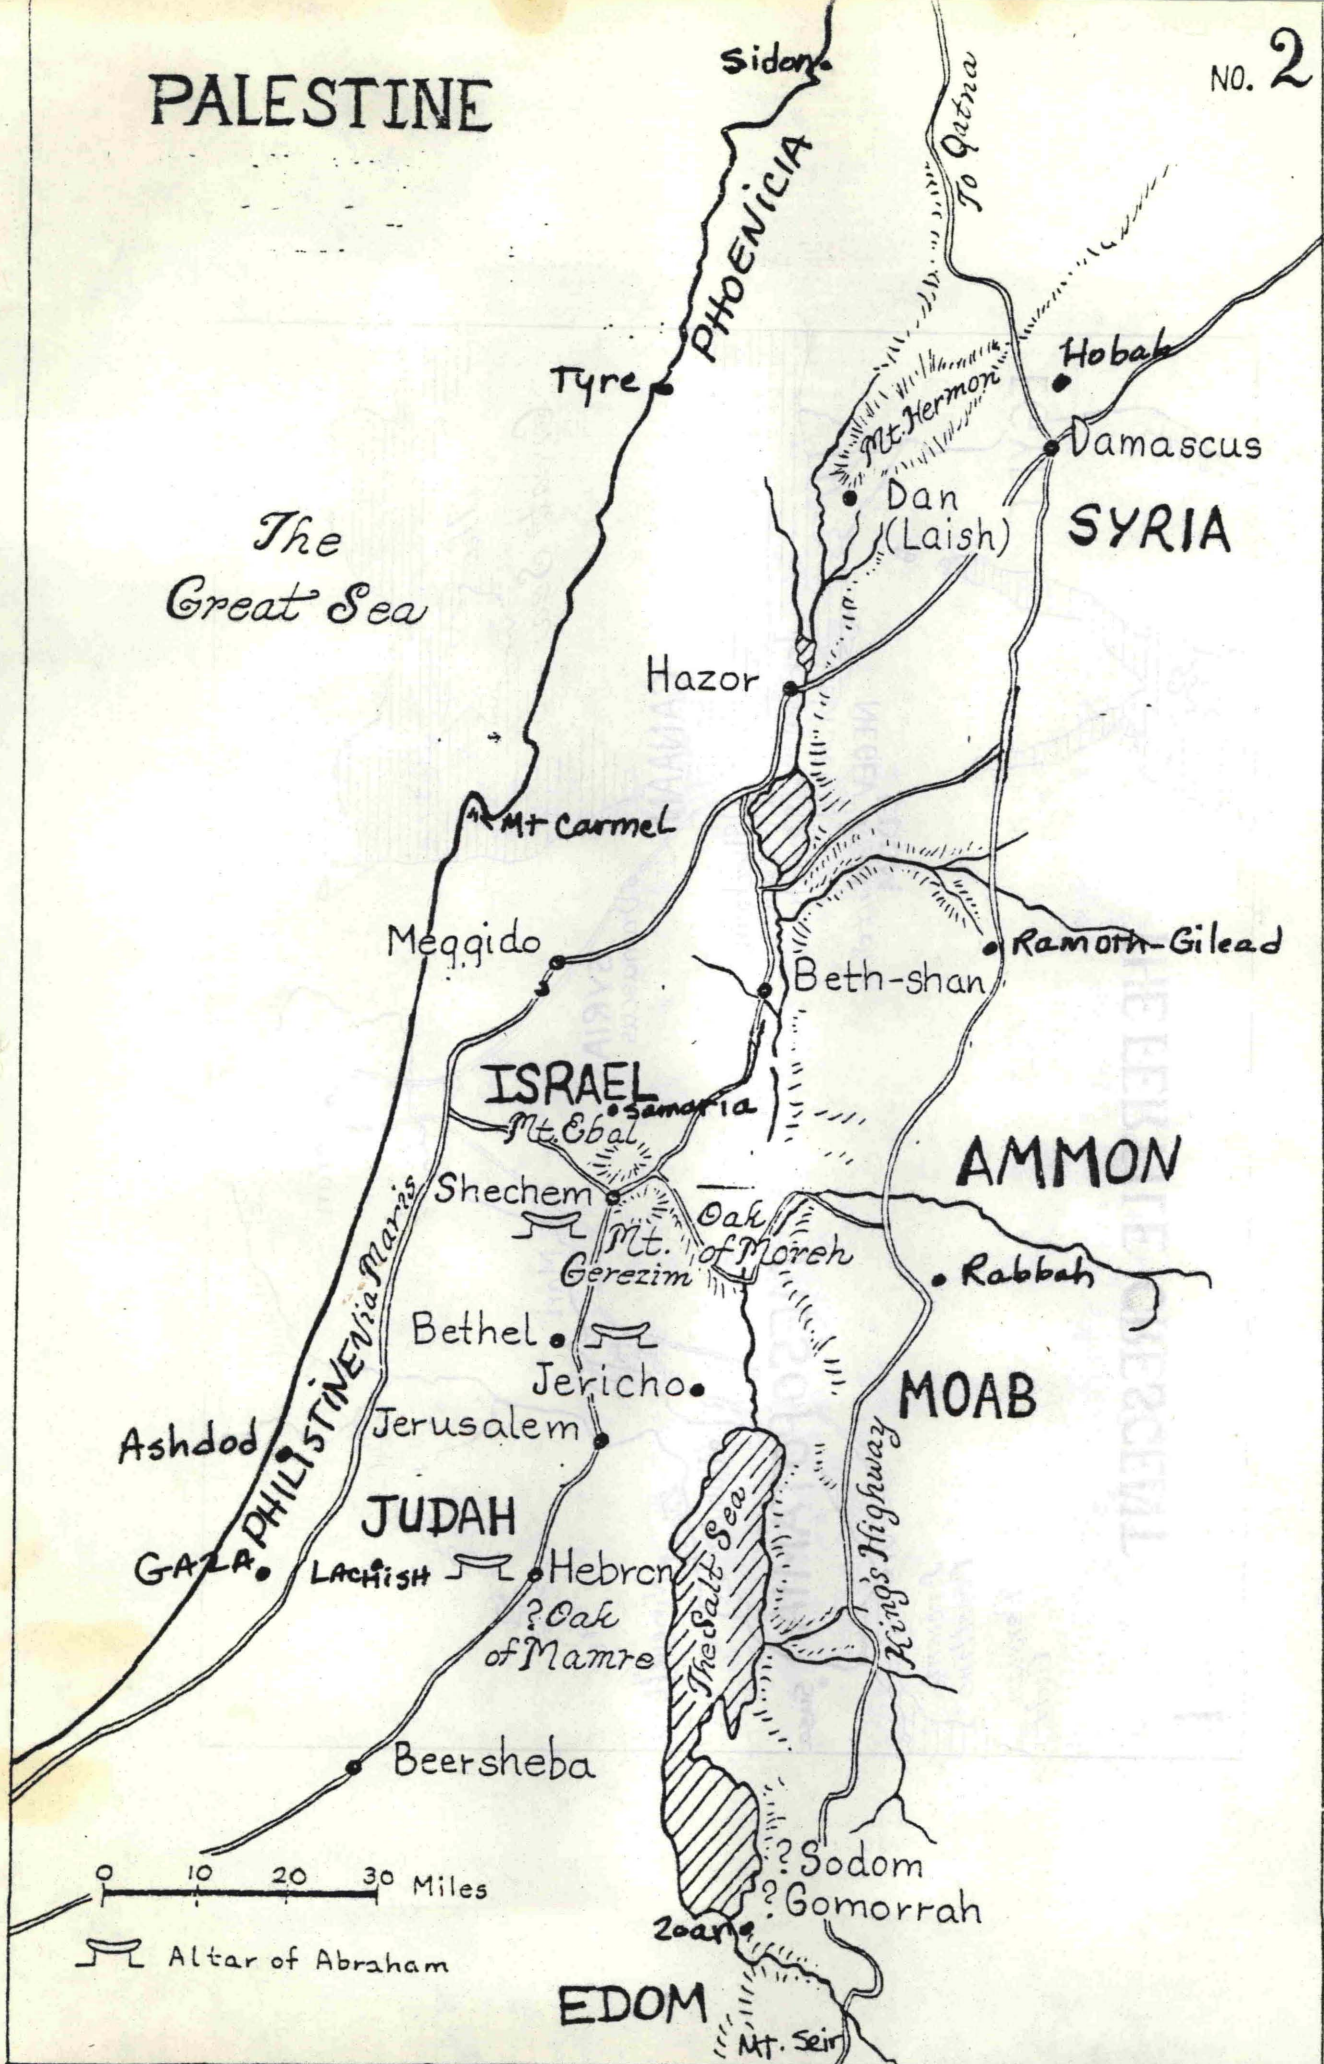 PALESTINE
NO. 2
Sidon
To Qatna
PHOENICIA
Hobah
Tyre
Mt. Hermon
Damascus
Dan
(Laish)
SYRIA
The
Great Sea
Hazor
Mt Carmel
Meggido
Ramoth-Gilead
Beth-shan
ISRAEL
Samaria
Mt. Ebal
AMMON
Shechem
Oak
of Moreh
Mt.
Gerezim
Via Maris
Rabbah
Bethel
Jericho
MOAB
Jerusalem
Ashdod
PHILISTINE
JUDAH
King's Highway
The Salt Sea
GAZA
LACHISH
Hebron
? Oak
of Mamre
Beersheba
? Sodom
? Gomorrah
0 10 20 30 Miles
Zoar
Altar of Abraham
EDOM
Mt. Seir